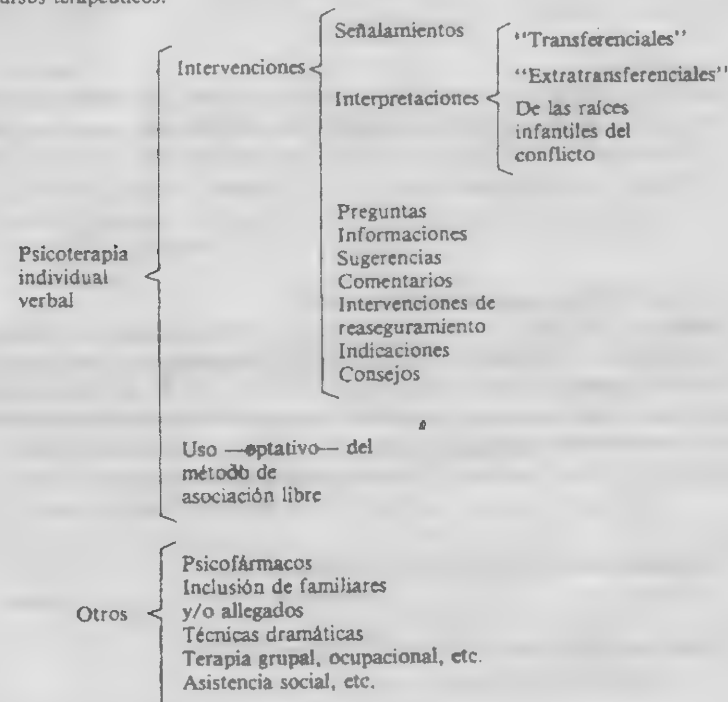 terapéuticos.
Señalamientos
"Transferenciales"
Intervenciones
"Extratransferenciales"
Interpretaciones
De las raíces
infantiles del
conflicto
Preguntas
Informaciones
Sugerencias
Comentarios
Intervenciones de
reaseguramiento
Indicaciones
Consejos
Psicoterapia
individual
verbal
Uso —optativo— del
método de
asociación libre
Otros
Psicofármacos
Inclusión de familiares
y/o allegados
Técnicas dramáticas
Terapia grupal, ocupacional, etc.
Asistencia social, etc.